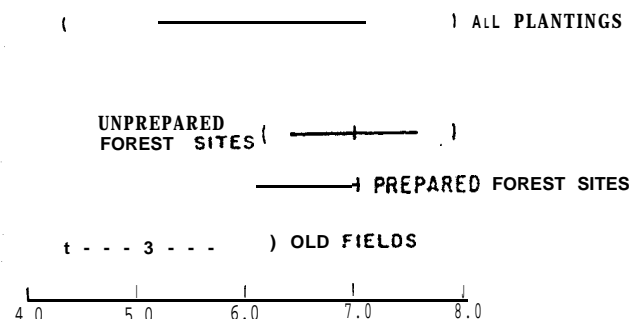 ( ) ALL PLANTINGS
UNPREPARED
FOREST SITES ( )
PREPARED FOREST SITES
t - - - 3 - - - ) OLD FIELDS
4.0 5.0 6.0 7.0 8.0